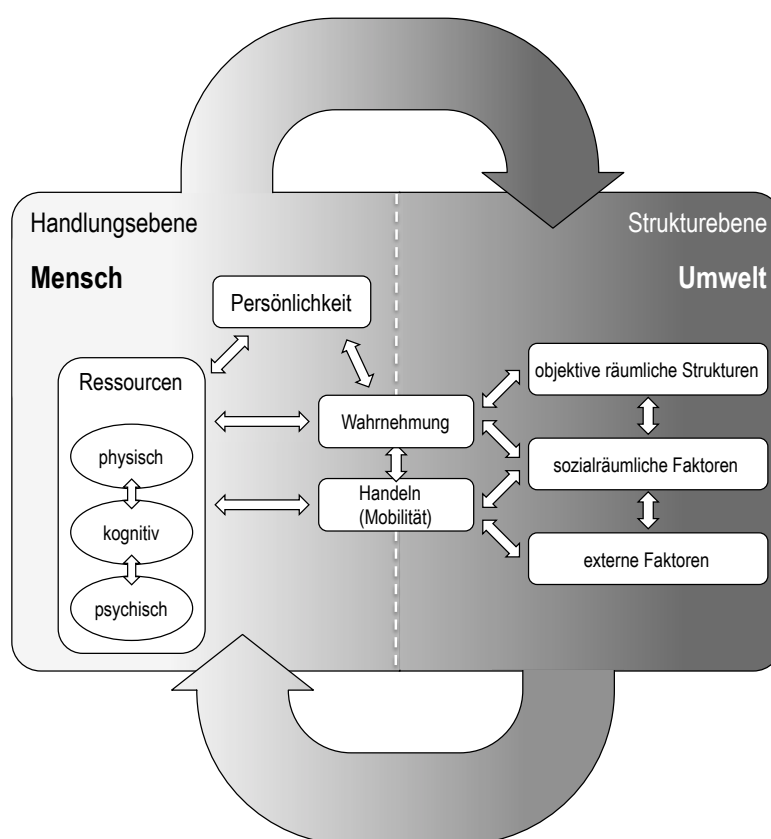 Handlungsebene
Strukturebene
Mensch
Umwelt
Persönlichkeit
Ressourcen
physisch
kognitiv
psychisch
Wahrnehmung
Handeln
(Mobilität)
objektive räumliche Strukturen
sozialräumliche Faktoren
externe Faktoren